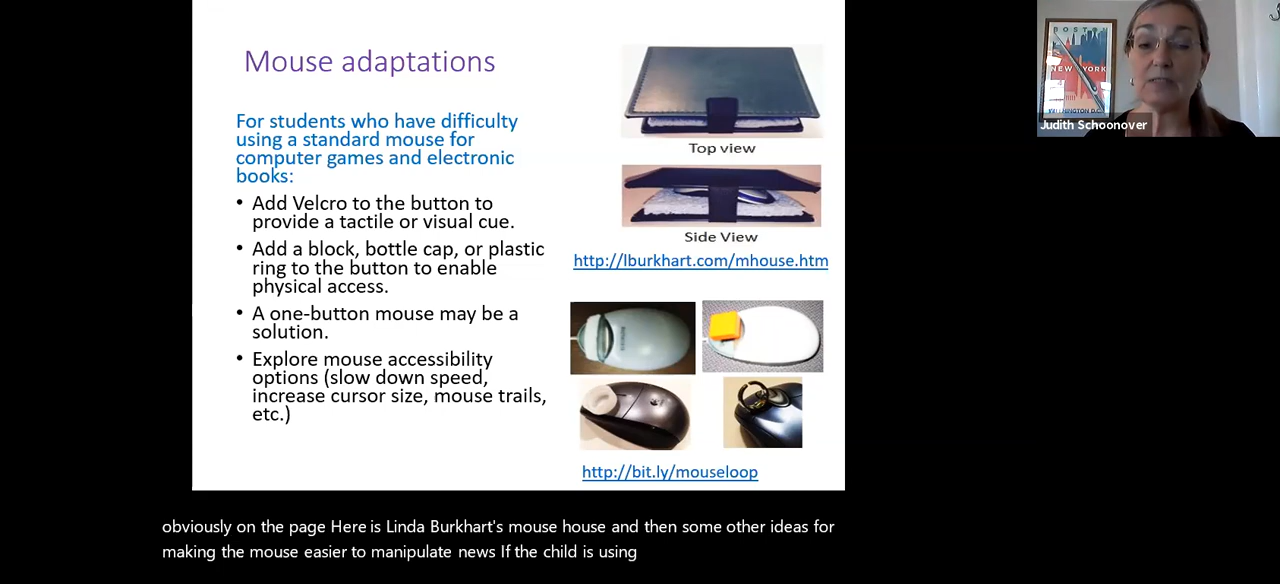 Mouse adaptations
For students who have difficulty
using a standard mouse for
computer games and electronic
books:
• Add Velcro to the button to
provide a tactile or visual cue.
• Add a block, bottle cap, or plastic
ring to the button to enable
physical access.
• A one-button mouse may be a
solution.
• Explore mouse accessibility
options (slow down speed,
increase cursor size, mouse trails,
etc.)
Top view
Side View
http://lburkhart.com/mhouse.htm
http://bit.ly/mouseloop
BOSTON
NEW YORK
WASHINGTON D.C.
Judith Schoonover
obviously on the page Here is Linda Burkhart's mouse house and then some other ideas for
making the mouse easier to manipulate news If the child is using